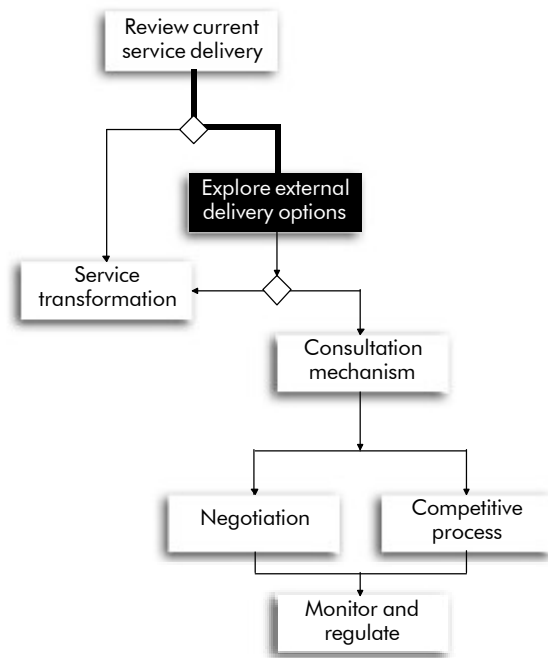 Review current
service delivery
Explore external
delivery options
Service
transformation
Consultation
mechanism
Negotiation
Competitive
process
Monitor and
regulate